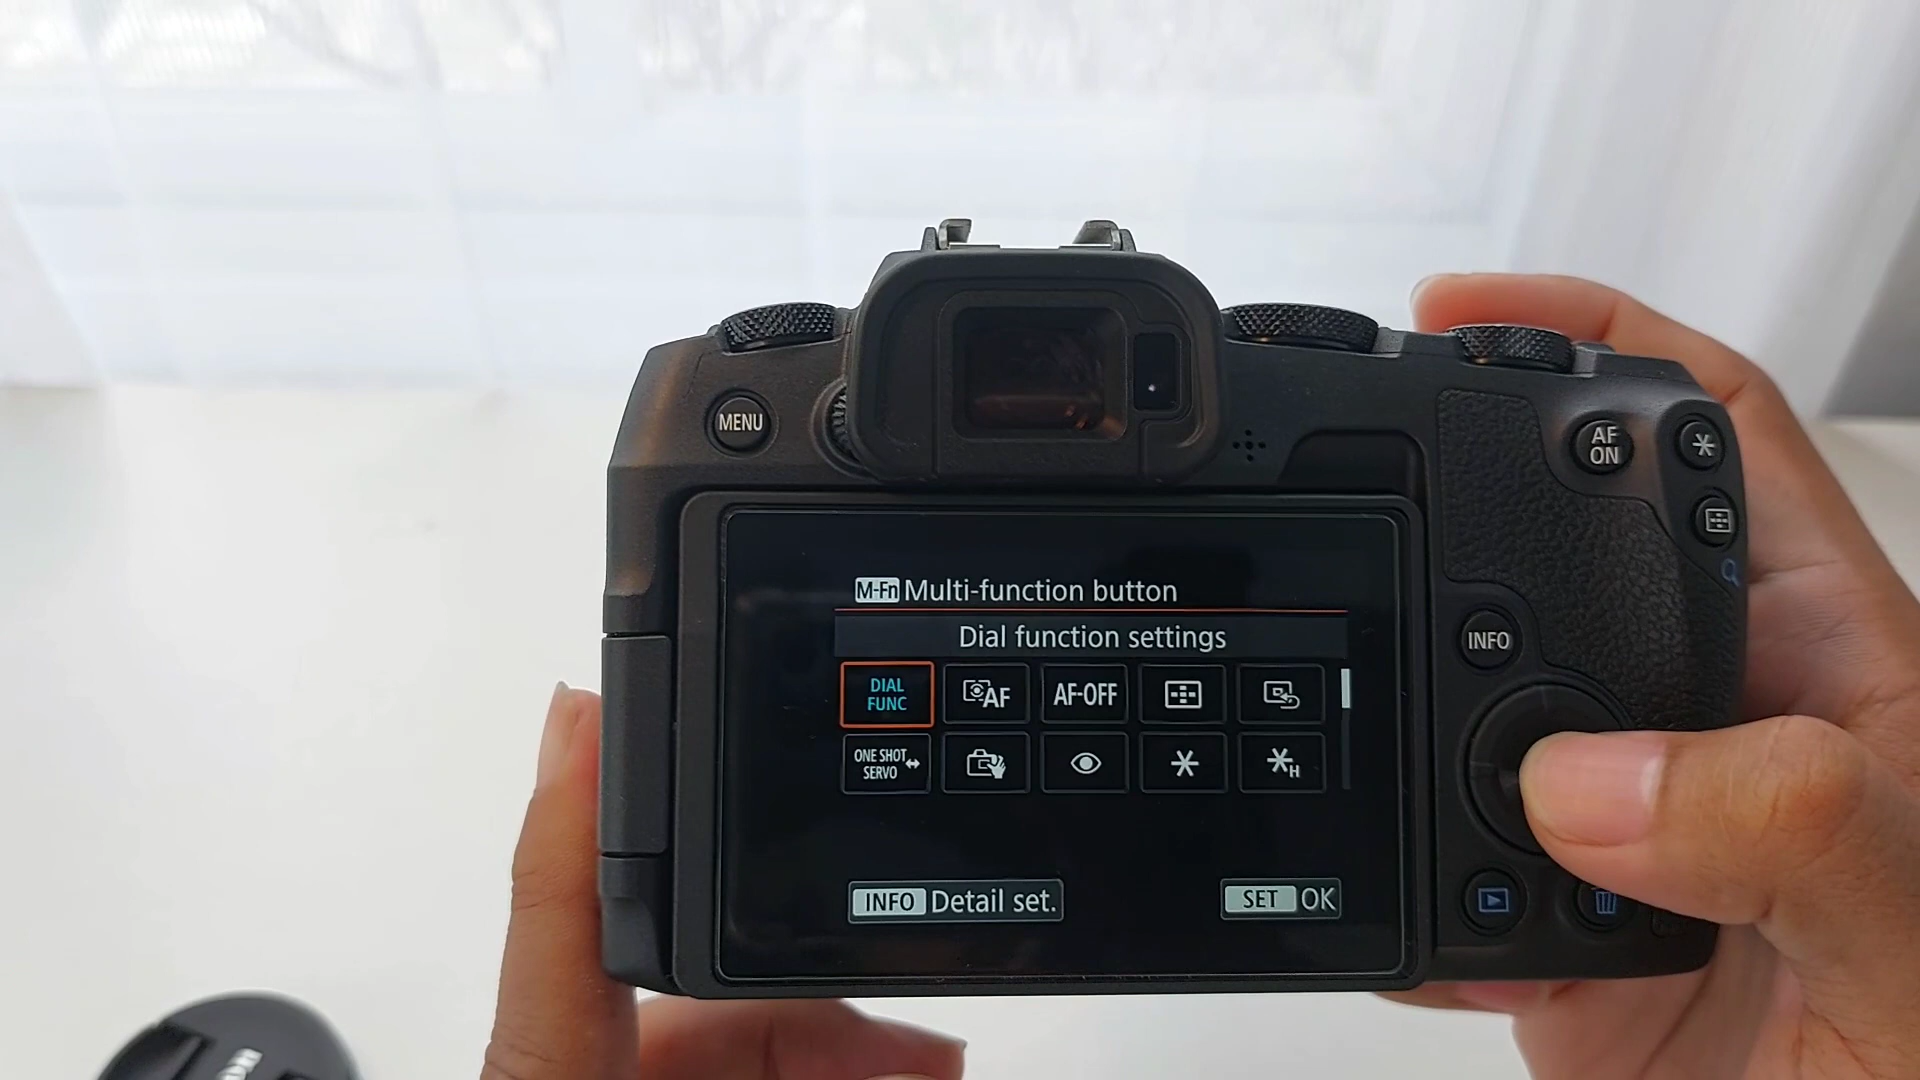 MENU
AF
ON
M-Fn Multi-function button
Dial function settings
DIAL
FUNC
AF
AF-OFF
ONE SHOT
SERVO
H
INFO
INFO Detail set.
SET OK